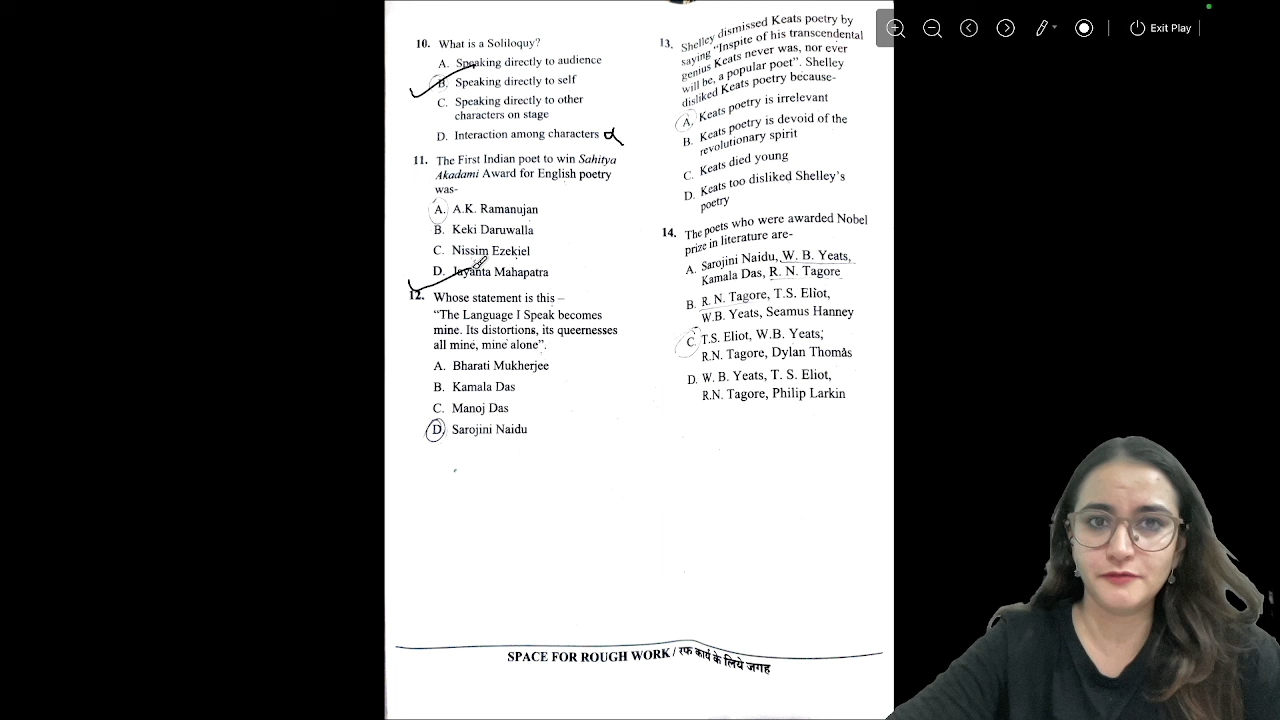 Exit Play
10. What is a Soliloquy?
A. Speaking directly to audience
B. Speaking directly to self
C. Speaking directly to other
characters on stage
D. Interaction among characters
11. The First Indian poet to win Sahitya
Akadami Award for English poetry
was-
A. A.K. Ramanujan
B. Keki Daruwalla
C. Nissim Ezekiel
D. Jayanta Mahapatra
12. Whose statement is this –
“The Language I Speak becomes
mine. Its distortions, its queernesses
all mine, mine alone”.
A. Bharati Mukherjee
B. Kamala Das
C. Manoj Das
D. Sarojini Naidu
13. Shelley dismissed Keats poetry by
saying “Inspite of his transcendental
genius Keats never was, nor ever
will be, a popular poet”. Shelley
disliked Keats poetry because-
A. Keats poetry is irrelevant
B. Keats poetry is devoid of the
revolutionary spirit
C. Keats died young
D. Keats too disliked Shelley's
poetry
14. The poets who were awarded Nobel
prize in literature are-
A. Sarojini Naidu, W. B. Yeats,
Kamala Das, R. N. Tagore
B. R. N. Tagore, T.S. Eliot,
W.B. Yeats, Seamus Hanney
C. T.S. Eliot, W.B. Yeats,
R.N. Tagore, Dylan Thomas
D. W. B. Yeats, T. S. Eliot,
R.N. Tagore, Philip Larkin
SPACE FOR ROUGH WORK / रफ कार्य के लिये जगह